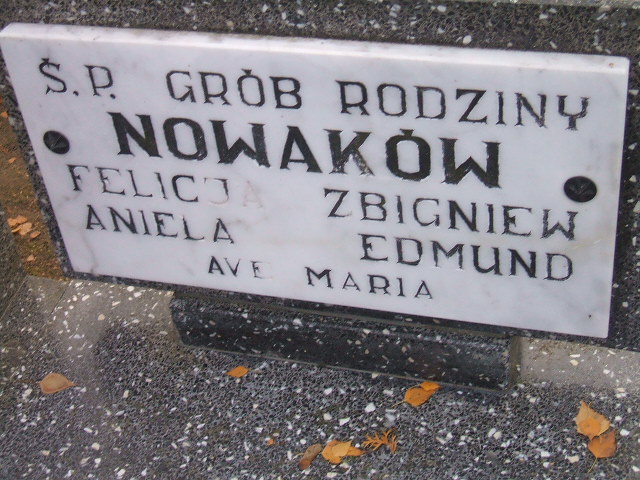 Ś.P. GRÓB RODZINY
NOWAKÓW
FELICJA ZBIGNIEW
ANIELA EDMUND
AVE MARIA